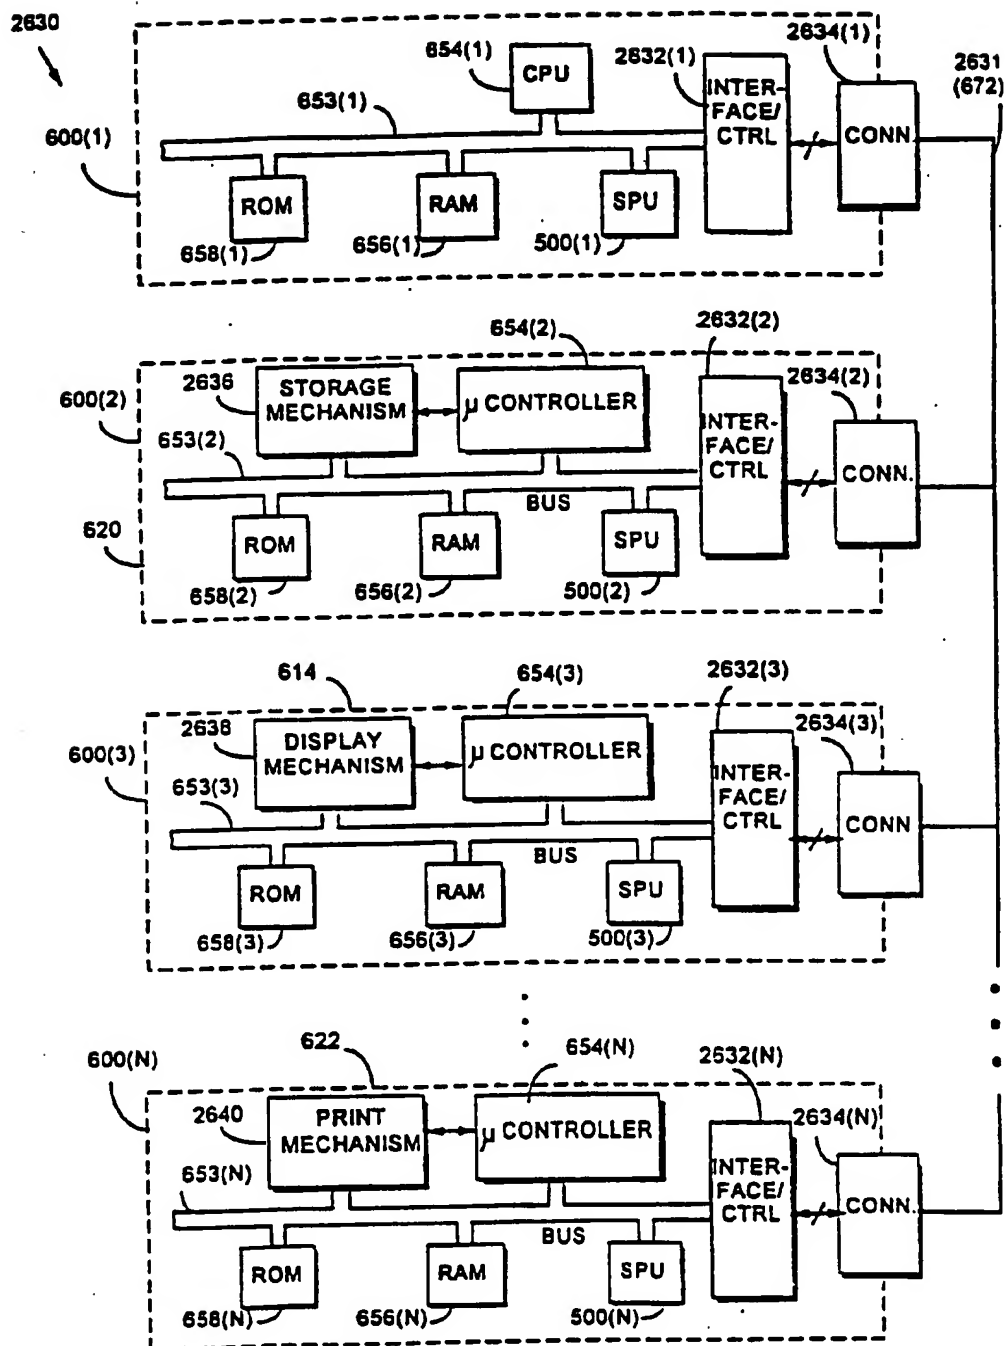 2630
654(1)
2632(1)
2634(1)
2631
(672)
CPU
INTER-
FACE/
CTRL
653(1)
600(1)
CONN
ROM
RAM
SPU
658(1)
656(1)
500(1)
654(2)
2632(2)
2634(2)
2636
STORAGE
MECHANISM
µ CONTROLLER
600(2)
INTER-
FACE/
CTRL
653(2)
CONN.
BUS
620
ROM
RAM
SPU
658(2)
656(2)
500(2)
614
654(3)
2632(3)
2634(3)
2638
DISPLAY
MECHANISM
µ CONTROLLER
600(3)
INTER-
FACE/
CTRL
653(3)
CONN
BUS
ROM
RAM
SPU
658(3)
656(3)
500(3)
622
654(N)
2632(N)
600(N)
2634(N)
2640
PRINT
MECHANISM
µ CONTROLLER
INTER-
FACE/
CTRL
653(N)
CONN.
BUS
ROM
RAM
SPU
658(N)
656(N)
500(N)